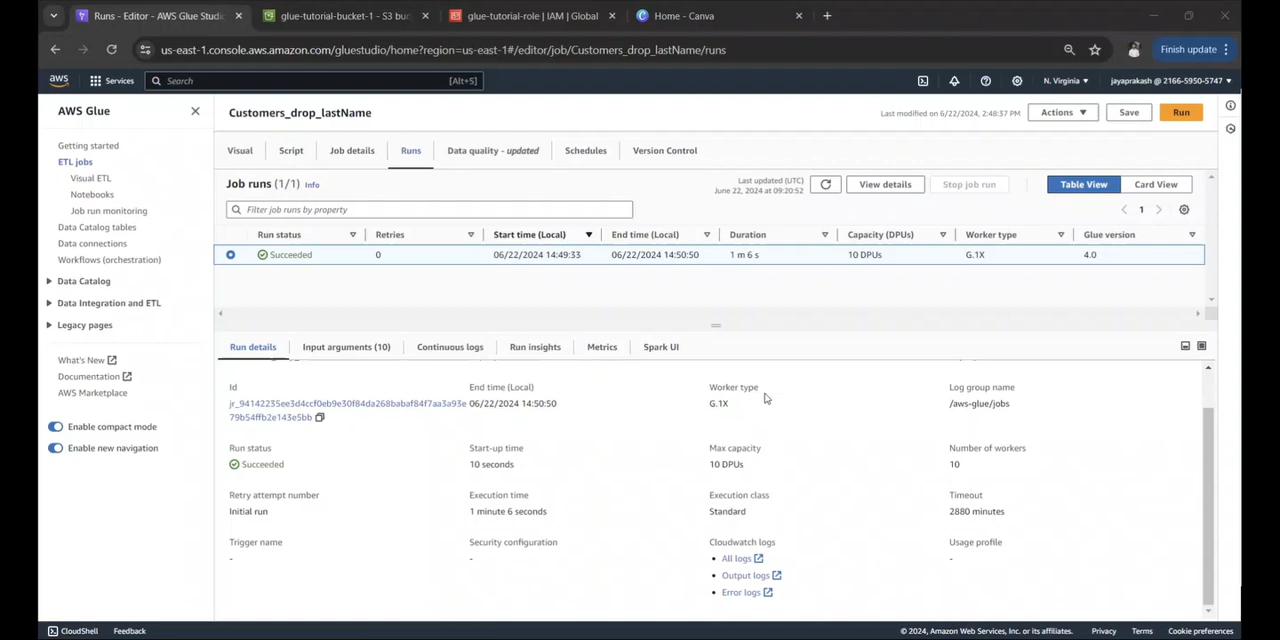 Runs - Editor - AWS Glue Studio
glue-tutorial-bucket-1 - S3 buc
glue-tutorial-role | IAM | Global
Home - Canva
us-east-1.console.aws.amazon.com/gluestudio/home?region=us-east-1#/editor/job/Customers_drop_lastName/runs
Finish update
aws
Services
Search
[Alt+S]
N. Virginia
jayaprakash @ 2166-5950-5747
AWS Glue
Getting started
ETL jobs
Visual ETL
Notebooks
Job run monitoring
Data Catalog tables
Data connections
Workflows (orchestration)
Data Catalog
Data Integration and ETL
Legacy pages
What's New
Documentation
AWS Marketplace
Enable compact mode
Enable new navigation
Customers_drop_lastName
Last modified on 6/22/2024, 2:48:37 PM
Actions
Save
Run
Visual
Script
Job details
Runs
Data quality - updated
Schedules
Version Control
Job runs (1/1) Info
Last updated (UTC)
June 22, 2024 at 09:20:52
View details
Stop job run
Table View
Card View
Filter job runs by property
1
Run status
Retries
Start time (Local)
End time (Local)
Duration
Capacity (DPUs)
Worker type
Glue version
Succeeded
0
06/22/2024 14:49:33
06/22/2024 14:50:50
1 m 6 s
10 DPUs
G.1X
4.0
Run details
Input arguments (10)
Continuous logs
Run insights
Metrics
Spark UI
Id
End time (Local)
Worker type
Log group name
jr_94142235ee3d4ccf0eb9e30f84da268babaf84f7aa3a93e
79b54ffb2e143e5bb
06/22/2024 14:50:50
G.1X
/aws-glue/jobs
Run status
Start-up time
Max capacity
Number of workers
Succeeded
10 seconds
10 DPUs
10
Retry attempt number
Execution time
Execution class
Timeout
Initial run
1 minute 6 seconds
Standard
2880 minutes
Trigger name
Security configuration
Cloudwatch logs
Usage profile
-
-
All logs
-
Output logs
Error logs
CloudShell
Feedback
© 2024, Amazon Web Services, Inc. or its affiliates.
Privacy
Terms
Cookie preferences